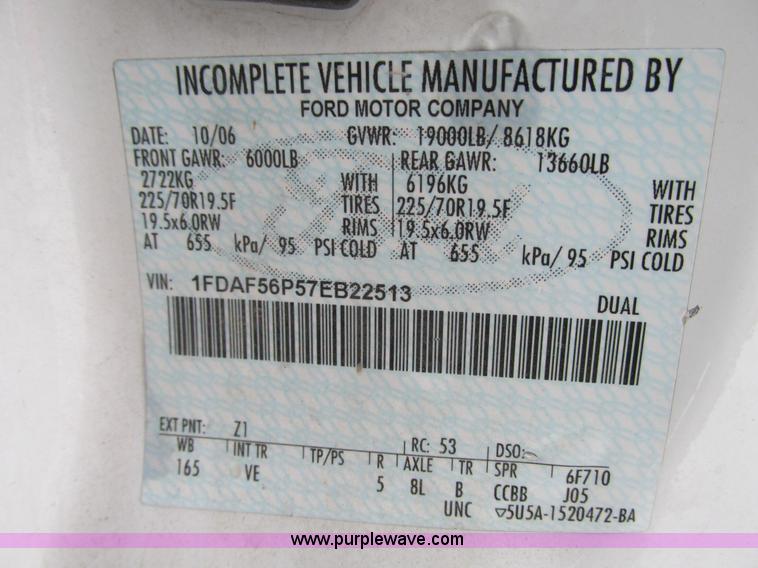 INCOMPLETE VEHICLE MANUFACTURED BY
FORD MOTOR COMPANY
DATE: 10/06 GVWR: 19000LB/ 8618KG
FRONT GAWR: 6000LB REAR GAWR: 13660LB
2722KG WITH 6196KG WITH
225/70R19.5F TIRES 225/70R19.5F TIRES
19.5x6.0RW RIMS 19.5x6.0RW RIMS
AT 655 kPa/ 95 PSI COLD AT 655 kPa/ 95 PSI COLD
VIN: 1FDAF56P57EB22513 DUAL
EXT PNT: Z1 RC: 53 DSO:
WB INT TR TP/PS R AXLE TR SPR 6F710
165 VE 5 8L B CCBB J05
UNC ▽5U5A-1520472-BA
www.purplewave.com